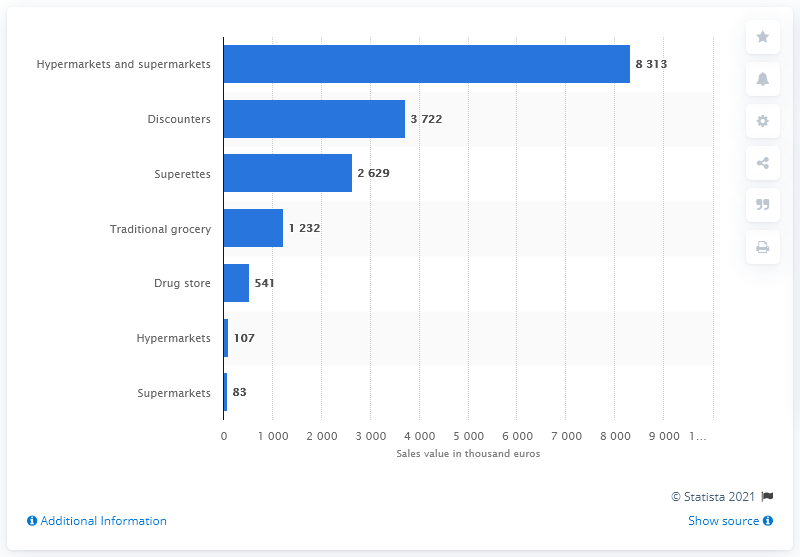 Hypermarkets and supermarkets 8 313
Discounters 3 722
Superettes 2 629
Traditional grocery 1 232
Drug store 541
Hypermarkets 107
Supermarkets 83
0 1 000 2 000 3 000 4 000 5 000 6 000 7 000 8 000 9 000 1...
Sales value in thousand euros
© Statista 2021
Additional Information Show source